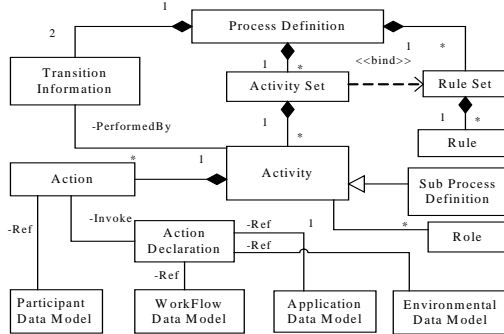 1
1
Process Definition
2
1
1
*
*
<<bind>>
Transition
Information
Activity Set
Rule Set
1
1
*
-PerformedBy
*
Rule
*
1
Action
Activity
Sub Process
Definition
-Invoke
-Ref
Action
Declaration
-Ref
1
-Ref
*
Role
-Ref
Participant
Data Model
WorkFlow
Data Model
Application
Data Model
Environmental
Data Model